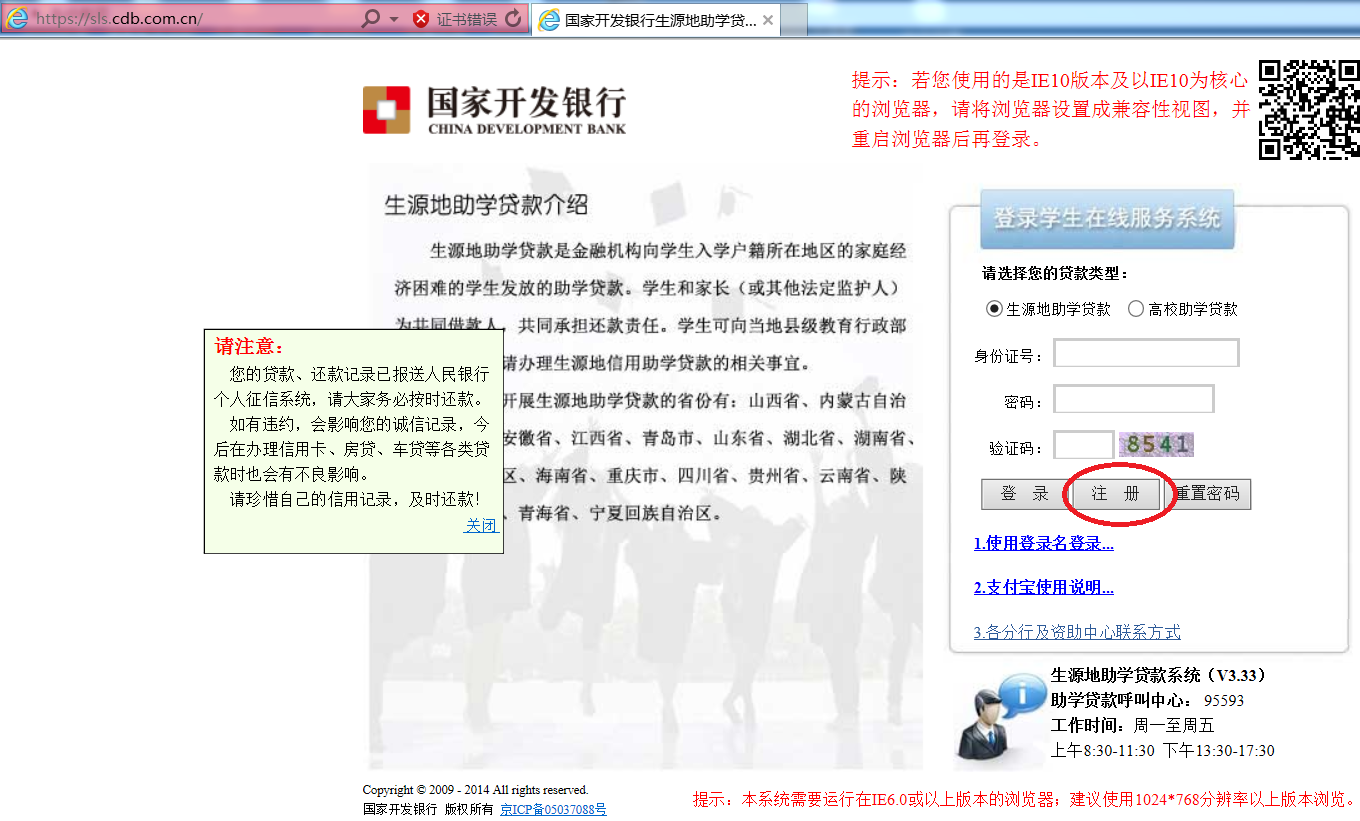 https://sls.cdb.com.cn/
证书错误
国家开发银行生源地助学贷...
国家开发银行
CHINA DEVELOPMENT BANK
提示：若您使用的是IE10版本及以IE10为核心
的浏览器，请将浏览器设置成兼容性视图，并
重启浏览器后再登录。
生源地助学贷款介绍
生源地助学贷款是金融机构向学生入学户籍所在地区的家庭经
济困难的学生发放的助学贷款。学生和家长（或其他法定监护人）
为共同借款人，共同承担还款责任。学生可向当地县级教育行政部
请办理生源地信用助学贷款的相关事宜。
开展生源地助学贷款的省份有：山西省、内蒙古自治
安徽省、江西省、青岛市、山东省、湖北省、湖南省、
区、海南省、重庆市、四川省、贵州省、云南省、陕
、青海省、宁夏回族自治区。
请注意：
您的贷款、还款记录已报送人民银行
个人征信系统，请大家务必按时还款。
如有违约，会影响您的诚信记录，今
后在办理信用卡、房贷、车贷等各类贷
款时也会有不良影响。
请珍惜自己的信用记录，及时还款！
关闭
登录学生在线服务系统
请选择您的贷款类型：
生源地助学贷款 高校助学贷款
身份证号：
密码：
验证码： 8541
登 录 注 册 重置密码
1.使用登录名登录...
2.支付宝使用说明...
3.各分行及资助中心联系方式
生源地助学贷款系统（V3.33）
助学贷款呼叫中心： 95593
工作时间：周一至周五
上午8:30-11:30 下午13:30-17:30
Copyright © 2009 - 2014 All rights reserved.
国家开发银行 版权所有 京ICP备05037088号
提示：本系统需要运行在IE6.0或以上版本的浏览器；建议使用1024*768分辨率以上版本浏览。